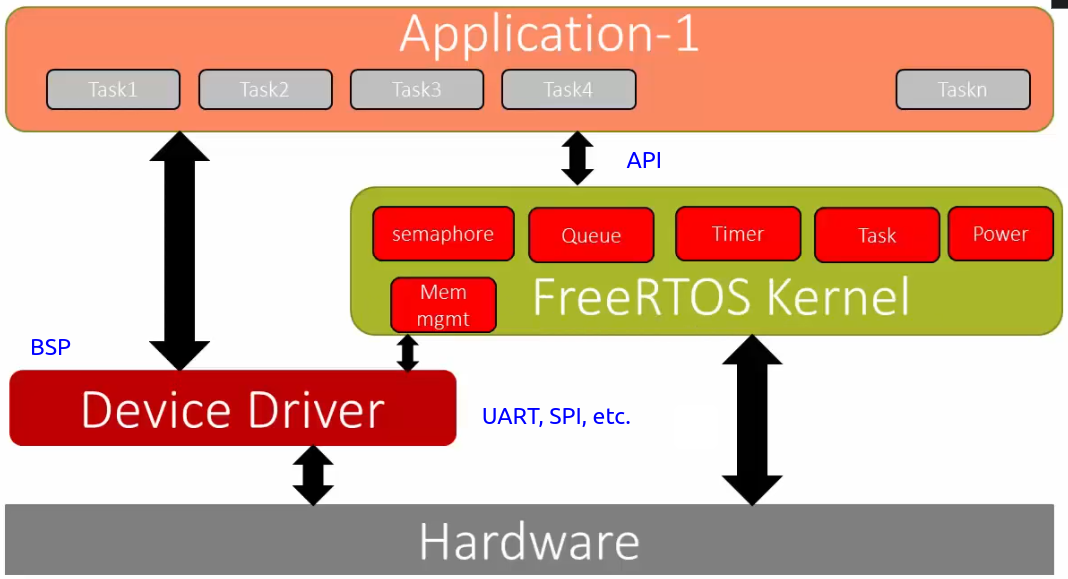 Application-1
Task1
Task2
Task3
Task4
Taskn
API
semaphore
Queue
Timer
Task
Power
Mem
mgmt
FreeRTOS Kernel
BSP
Device Driver
UART, SPI, etc.
Hardware